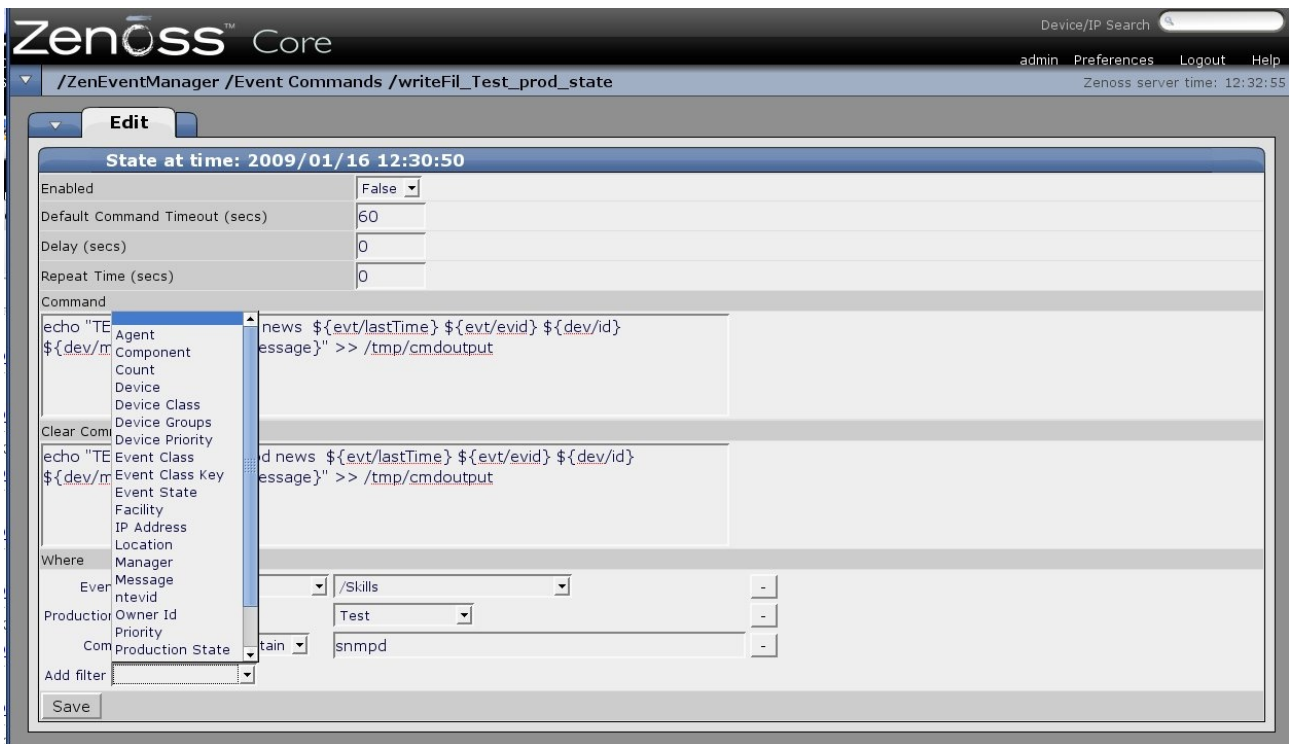 Zenoss™ Core
Device/IP Search
admin Preferences Logout Help
/ZenEventManager /Event Commands /writeFil_Test_prod_state
Zenoss server time: 12:32:55
Edit
State at time: 2009/01/16 12:30:50
Enabled False
Default Command Timeout (secs) 60
Delay (secs) 0
Repeat Time (secs) 0
Command
echo "TE news ${evt/lastTime} ${evt/evid} ${dev/id}
${dev/m essage}" >> /tmp/cmdoutput
Clear Com
echo "TE d news ${evt/lastTime} ${evt/evid} ${dev/id}
${dev/m essage}" >> /tmp/cmdoutput
Where
Even /Skills -
Production Test -
Com tain snmpd -
Add filter
Agent
Component
Count
Device
Device Class
Device Groups
Device Priority
Event Class
Event Class Key
Event State
Facility
IP Address
Location
Manager
Message
ntevid
Owner Id
Priority
Production State
Save